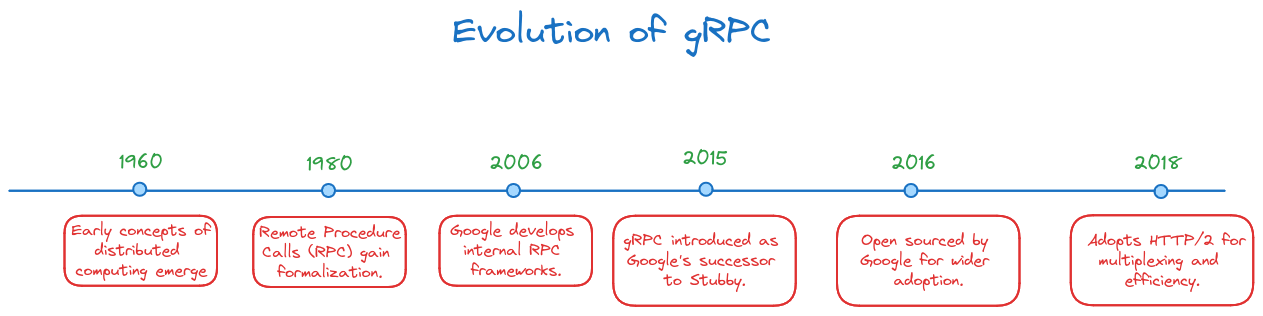 Evolution of gRPC
1960
1980
2006
2015
2016
2018
Early concepts of
distributed
computing emerge
Remote Procedure
Calls (RPC) gain
formalization.
Google develops
internal RPC
frameworks.
gRPC introduced as
Google's successor
to Stubby.
Open sourced by
Google for wider
adoption.
Adopts HTTP/2 for
multiplexing and
efficiency.